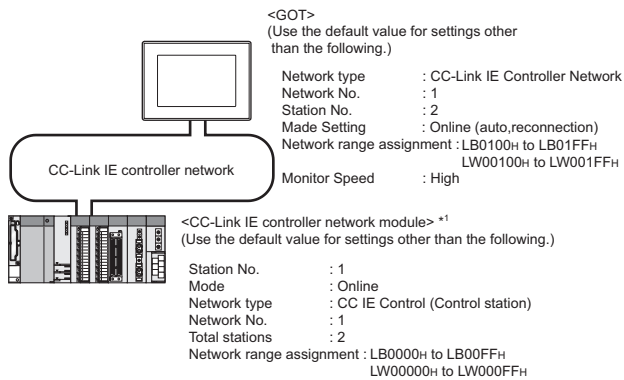 <GOT>
(Use the default value for settings other
than the following.)
Network type : CC-Link IE Controller Network
Network No. : 1
Station No. : 2
Made Setting : Online (auto,reconnection)
Network range assignment : LB0100H to LB01FFH
LW00100H to LW001FFH
Monitor Speed : High
CC-Link IE controller network
<CC-Link IE controller network module> *1
(Use the default value for settings other than the following.)
Station No. : 1
Mode : Online
Network type : CC IE Control (Control station)
Network No. : 1
Total stations : 2
Network range assignment : LB0000H to LB00FFH
LW00000H to LW000FFH